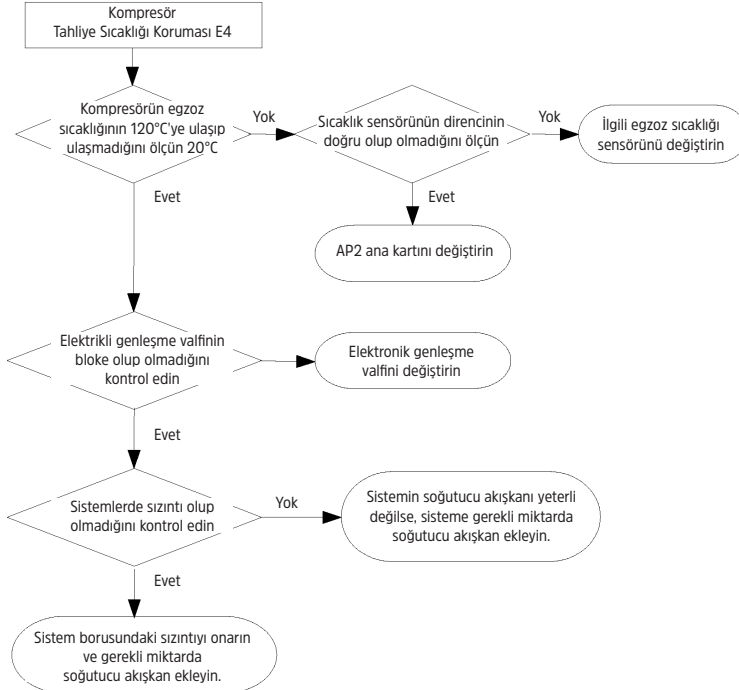 Kompresör
Tahliye Sıcaklığı Koruması E4
Kompresörün egzoz
sıcaklığının 120°C'ye ulaşıp
ulaşmadığını ölçün 20°C
Yok
Sıcaklık sensörünün direncinin
doğru olup olmadığını ölçün
Yok
İlgili egzoz sıcaklığı
sensörünü değiştirin
Evet
Evet
AP2 ana kartını değiştirin
Elektrikli genleşme valfinin
bloke olup olmadığını
kontrol edin
Elektronik genleşme
valfini değiştirin
Evet
Sistemlerde sızıntı olup
olmadığını kontrol edin
Yok
Sistemin soğutucu akışkanı yeterli
değilse, sisteme gerekli miktarda
soğutucu akışkan ekleyin.
Evet
Sistem borusundaki sızıntıyı onarın
ve gerekli miktarda
soğutucu akışkan ekleyin.